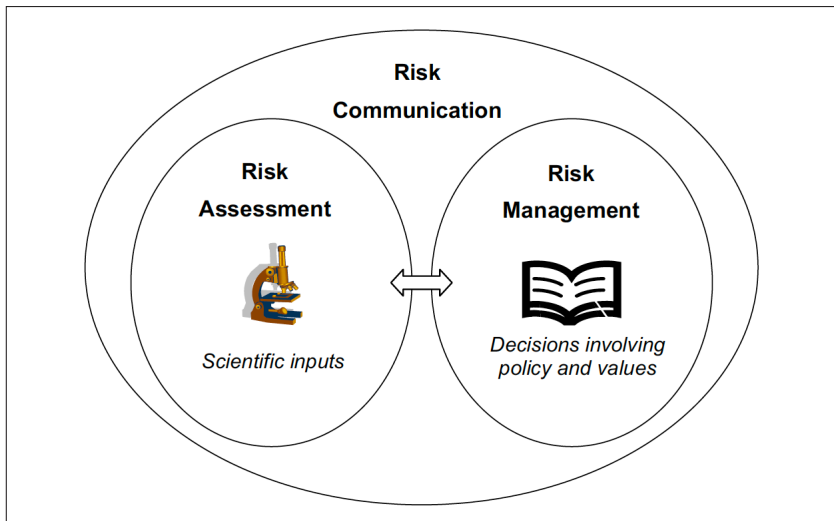 Risk
Communication
Risk
Assessment
Scientific inputs
Risk
Management
Decisions involving
policy and values